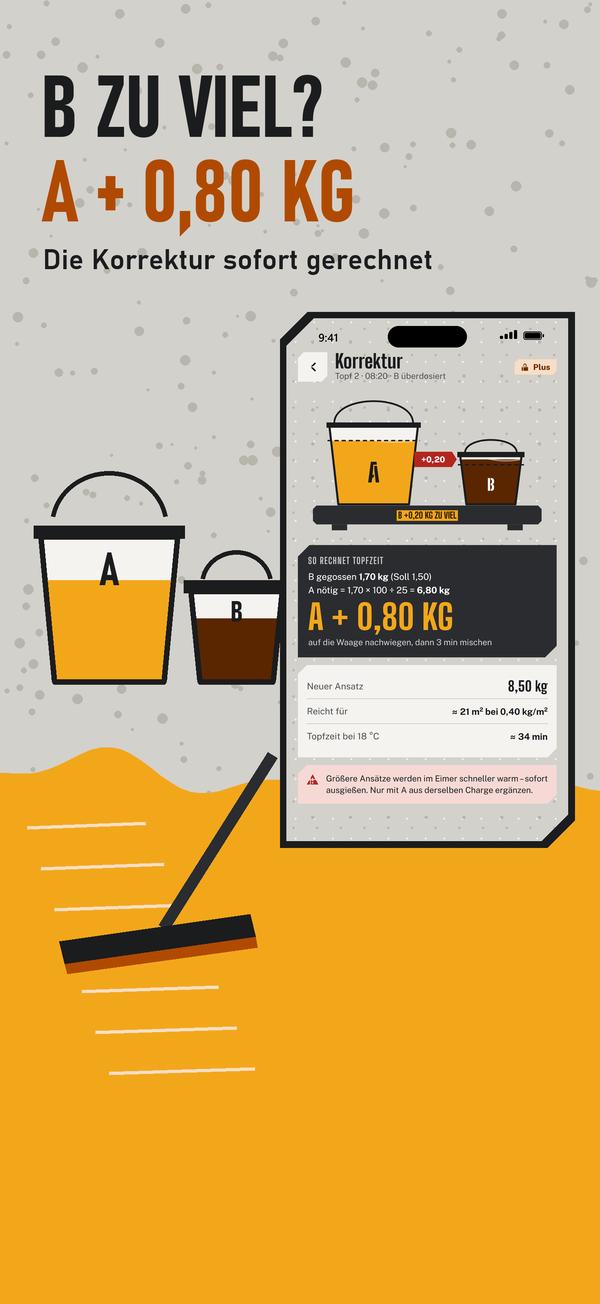 B ZU VIEL?
A + 0,80 KG
Die Korrektur sofort gerechnet
9:41
Korrektur
Topf 2 · 08:20 · B überdosiert
Plus
A
+0,20
B
B +0,20 KG ZU VIEL
SO RECHNET TOPFZEIT
B gegossen 1,70 kg (Soll 1,50)
A nötig = 1,70 × 100 ÷ 25 = 6,80 kg
A + 0,80 KG
auf die Waage nachwiegen, dann 3 min mischen
Neuer Ansatz 8,50 kg
Reicht für ≈ 21 m² bei 0,40 kg/m²
Topfzeit bei 18 °C ≈ 34 min
Größere Ansätze werden im Eimer schneller warm – sofort
ausgießen. Nur mit A aus derselben Charge ergänzen.
A
B